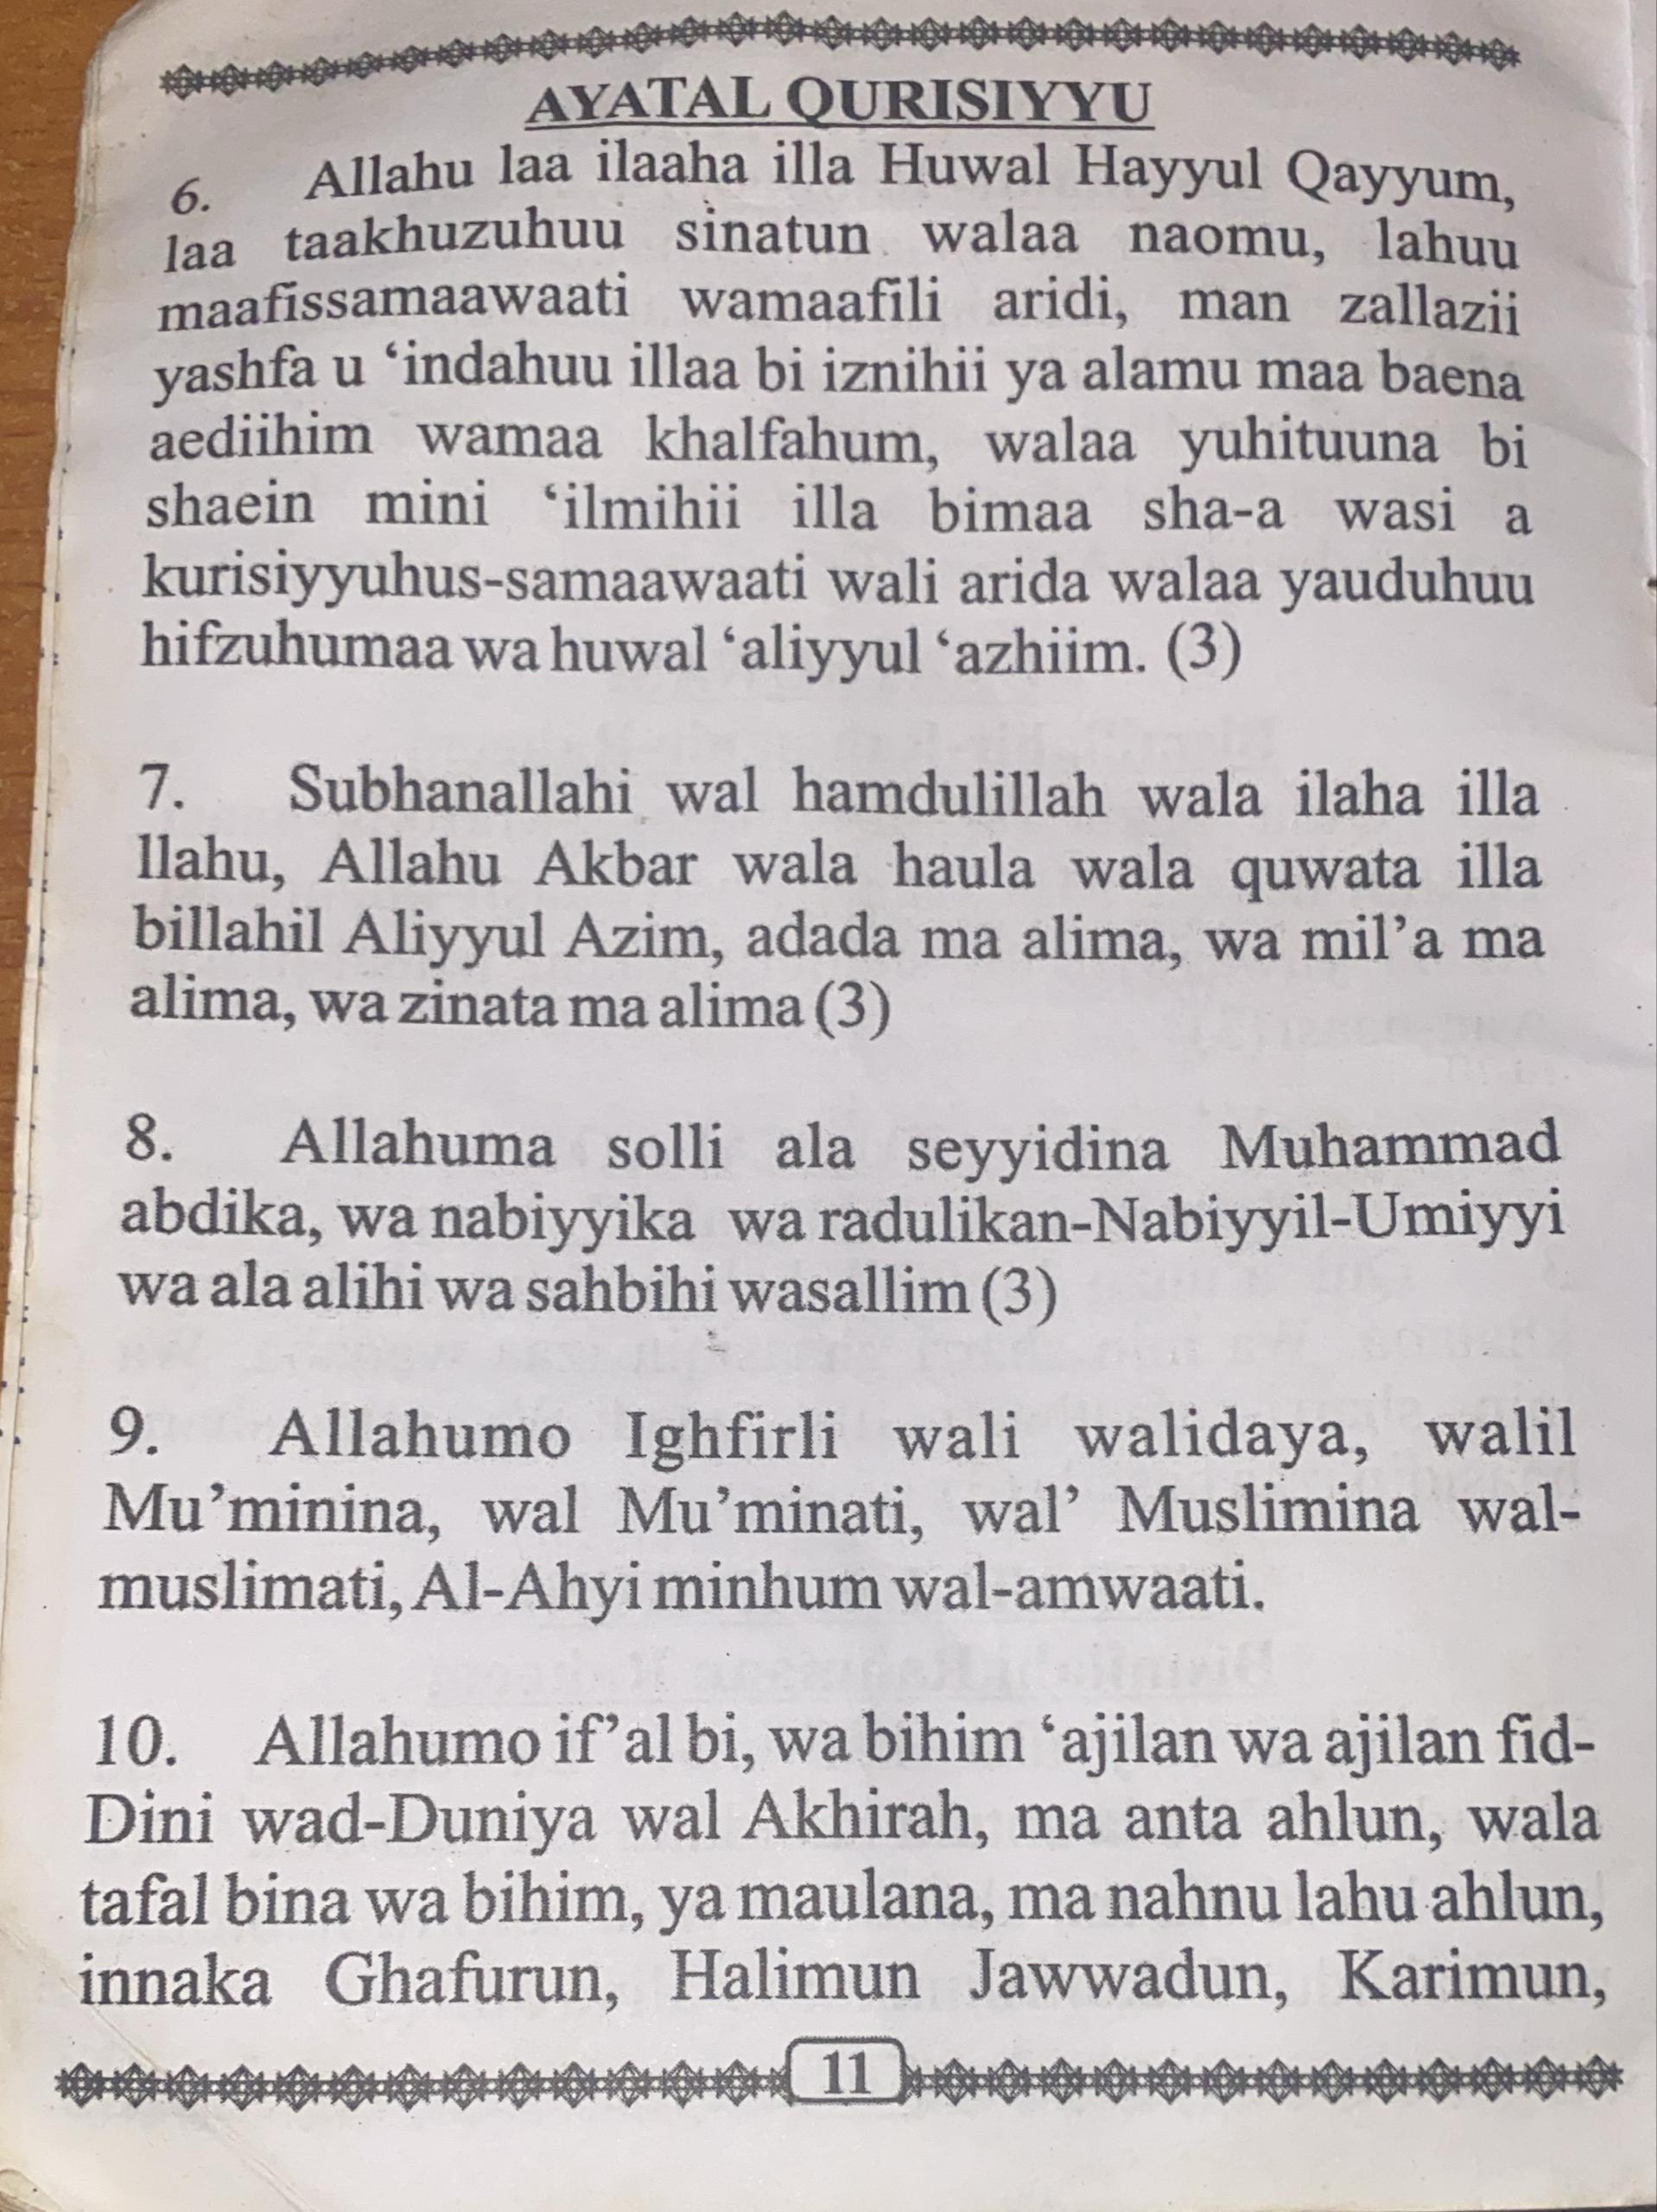 AYATAL QURISIYYU
6. Allahu laa ilaaha illa Huwal Hayyul Qayyum,
laa taakhuzuhuu sinatun walaa naomu, lahuu
maafissamaawaati wamaafili aridi, man zallazii
yashfa u ‘indahuu illaa bi iznihii ya alamu maa baena
aediihim wamaa khalfahum, walaa yuhituuna bi
shaein mini ‘ilmihii illa bimaa sha-a wasi a
kurisiyyuhus-samaawaati wali arida walaa yauduhuu
hifzuhumaa wa huwal ‘aliyyul ‘azhiim. (3)
7. Subhanallahi wal hamdulillah wala ilaha illa
llahu, Allahu Akbar wala haula wala quwata illa
billahil Aliyyul Azim, adada ma alima, wa mil’a ma
alima, wa zinata ma alima (3)
8. Allahuma solli ala seyyidina Muhammad
abdika, wa nabiyyika wa radulikan-Nabiyyil-Umiyyi
wa ala alihi wa sahbihi wasallim (3)
9. Allahumo Ighfirli wali walidaya, walil
Mu’minina, wal Mu’minati, wal’ Muslimina wal-
muslimati, Al-Ahyi minhum wal-amwaati.
10. Allahumo if’al bi, wa bihim ‘ajilan wa ajilan fid-
Dini wad-Duniya wal Akhirah, ma anta ahlun, wala
tafal bina wa bihim, ya maulana, ma nahnu lahu ahlun,
innaka Ghafurun, Halimun Jawwadun, Karimun,
11